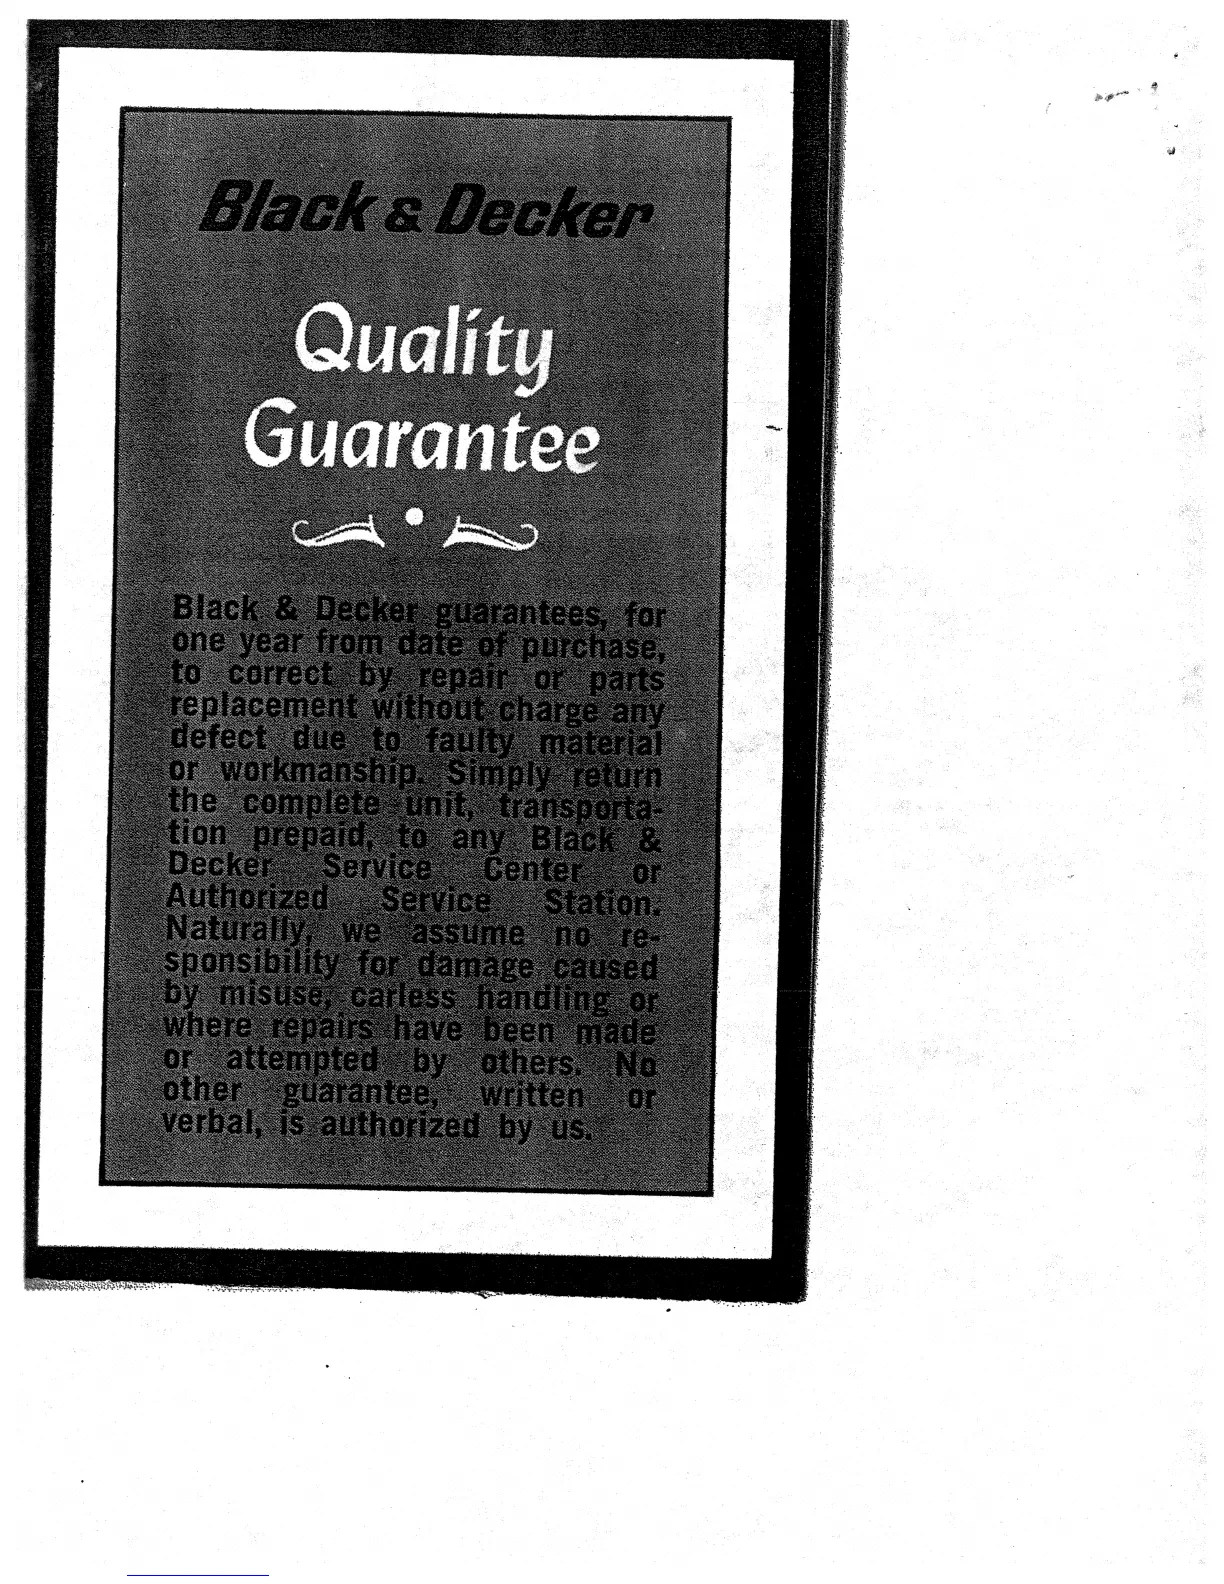 Black & Decker
Quality
Guarantee
Black & Decker guarantees, for
one year from date of purchase,
to correct by repair or parts
replacement without charge any
defect due to faulty material
or workmanship. Simply return
the complete unit, transporta-
tion prepaid, to any Black &
Decker Service Center or
Authorized Service Station.
Naturally, we assume no re-
sponsibility for damage caused
by misuse, carless handling or
where repairs have been made
or attempted by others. No
other guarantee, written or
verbal, is authorized by us.